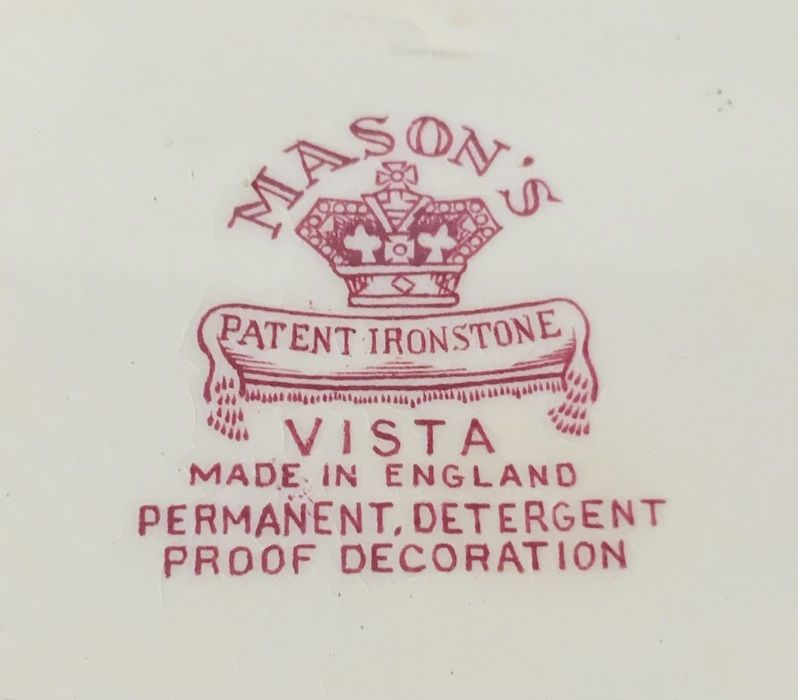 MASON'S
PATENT IRONSTONE
VISTA
MADE IN ENGLAND
PERMANENT, DETERGENT
PROOF DECORATION